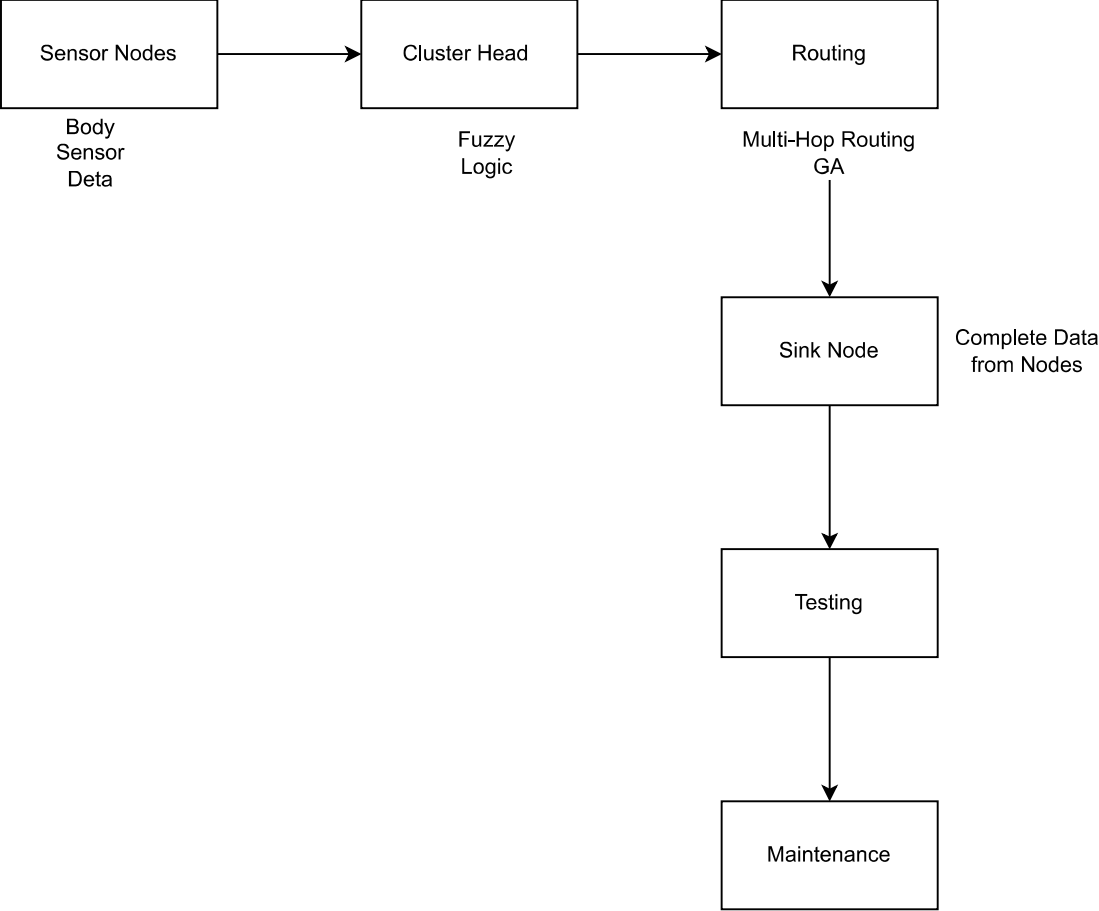 Sensor Nodes
Cluster Head
Routing
Body
Sensor
Deta
Fuzzy
Logic
Multi-Hop Routing
GA
Sink Node
Complete Data
from Nodes
Testing
Maintenance